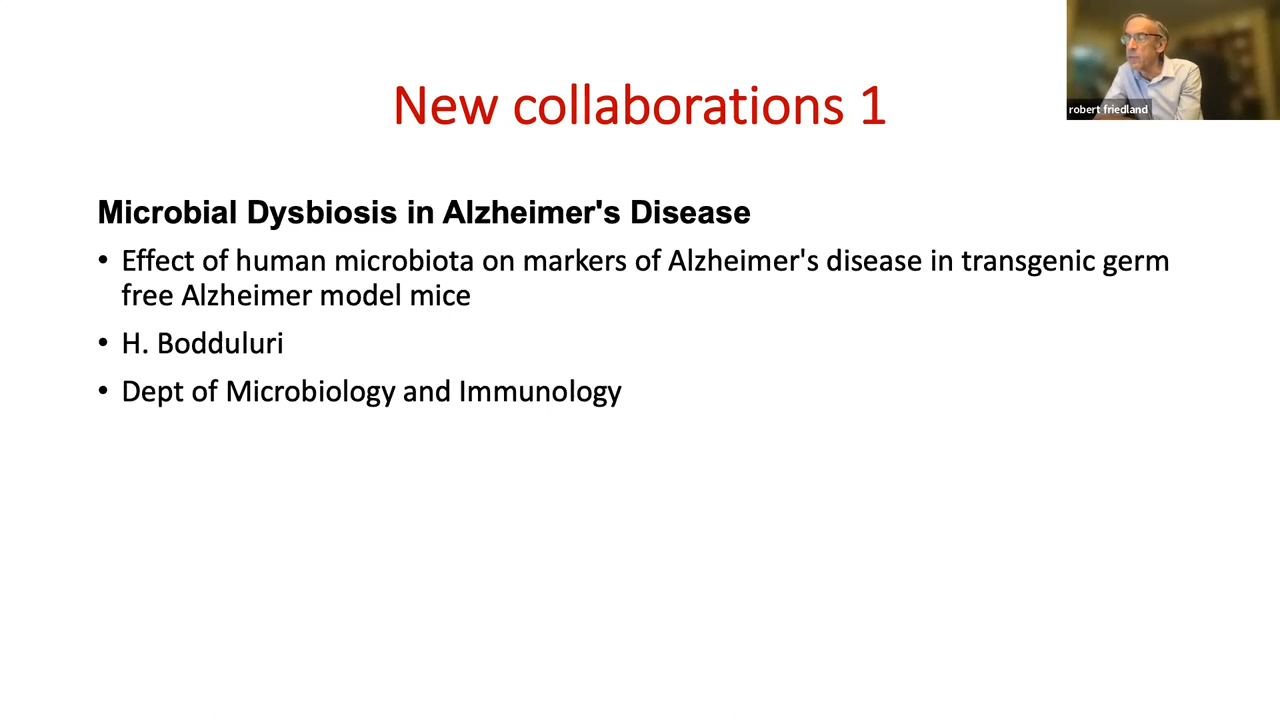 New collaborations 1
robert friedland
Microbial Dysbiosis in Alzheimer's Disease
• Effect of human microbiota on markers of Alzheimer's disease in transgenic germ
free Alzheimer model mice
• H. Bodduluri
• Dept of Microbiology and Immunology